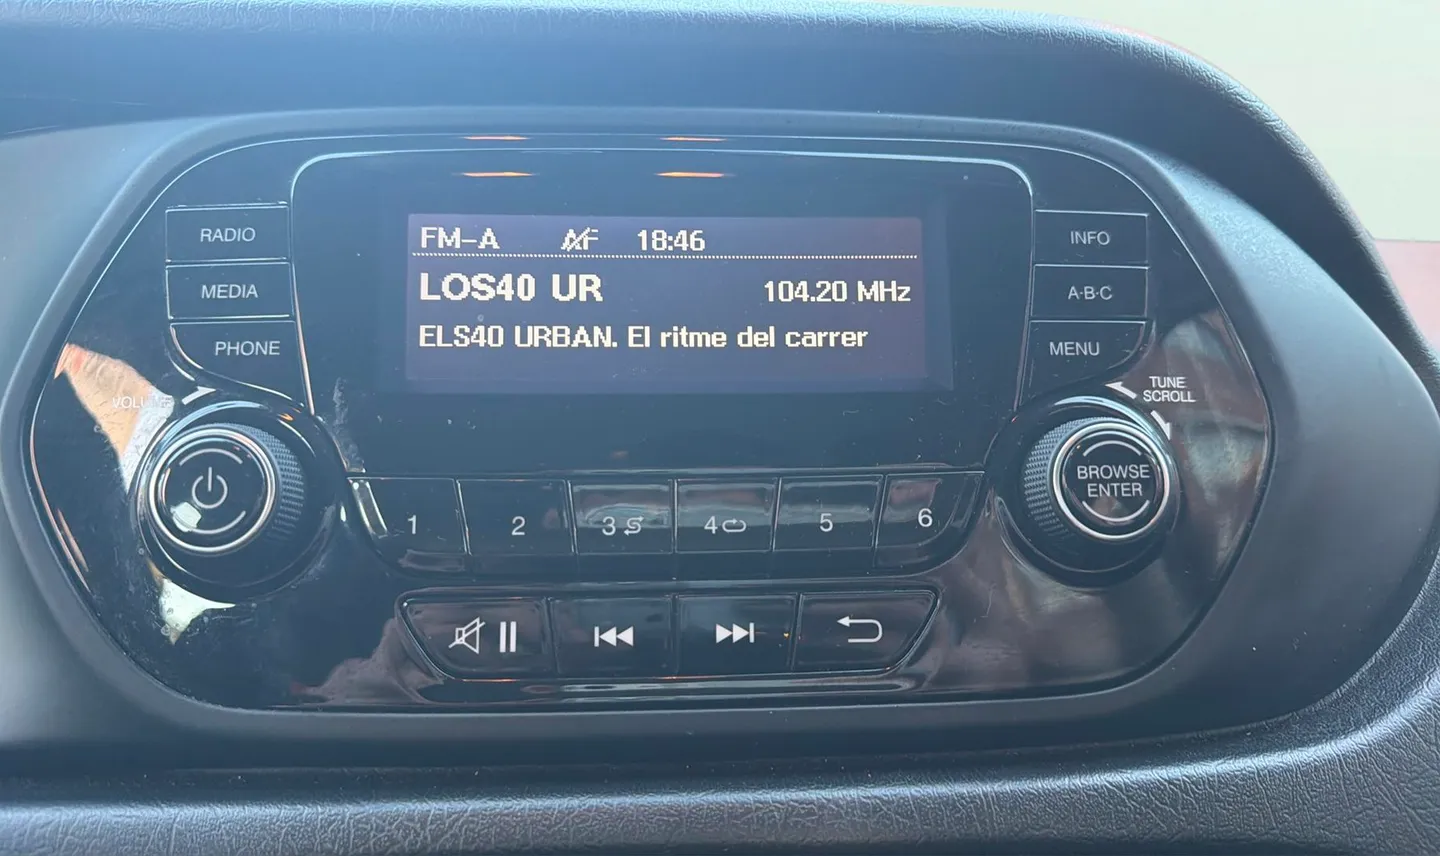 FM-A AF 18:46
LOS40 UR 104.20 MHz
ELS40 URBAN. El ritme del carrer
RADIO
MEDIA
PHONE
VOLUME
INFO
A·B·C
MENU
TUNE
SCROLL
BROWSE
ENTER
1 2 3 4 5 6